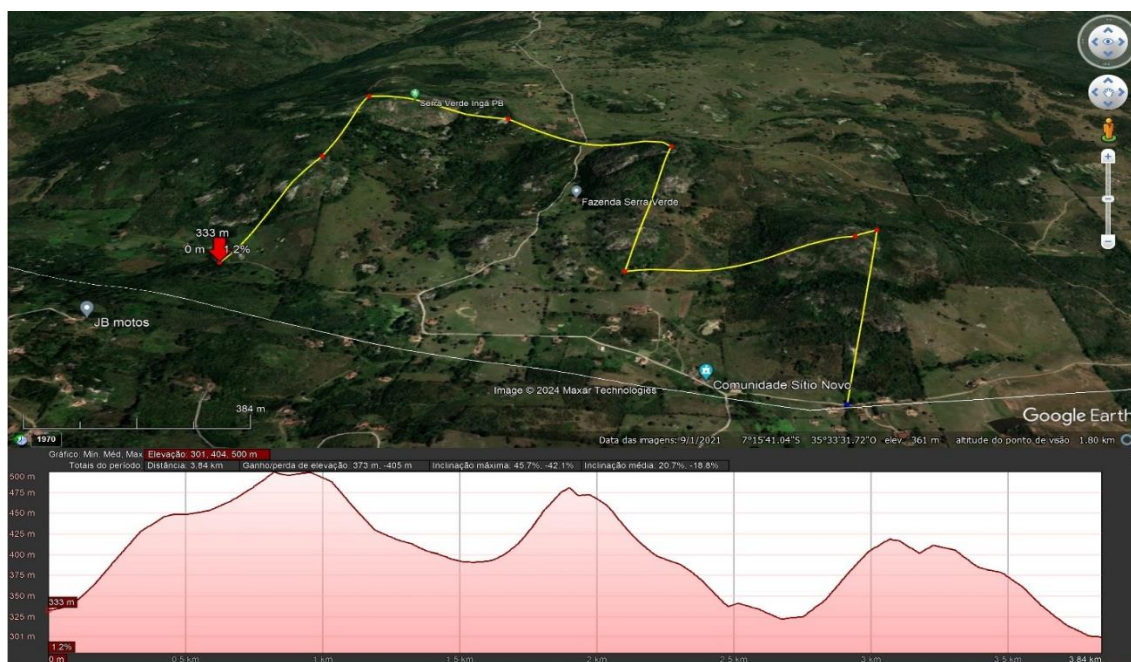 Serra Verde Ingá PB
Fazenda Serra Verde
333 m
0 m 1.2%
JB motos
Comunidade Sitio Novo
Image © 2024 Maxar Technologies
384 m
Google Earth
1970
Data das imagens: 9/1/2021 7°15'41.04"S 35°33'31.72"O elev. 361 m altitude do ponto de visão 1.80 km
Gráfico: Mín. Méd. Máx. Elevação: 301, 404, 500 m
Totais do período: Distância: 3.84 km Ganho/perda de elevação: 373 m, -405 m Inclinação máxima: 45.7%, -42.1% Inclinação média: 20.7%, -18.8%
500 m
475 m
450 m
425 m
400 m
375 m
350 m
333 m
325 m
301 m
1.2%
0 m 0.5 km 1 km 1.5 km 2 km 2.5 km 3 km 3.5 km 3.84 km